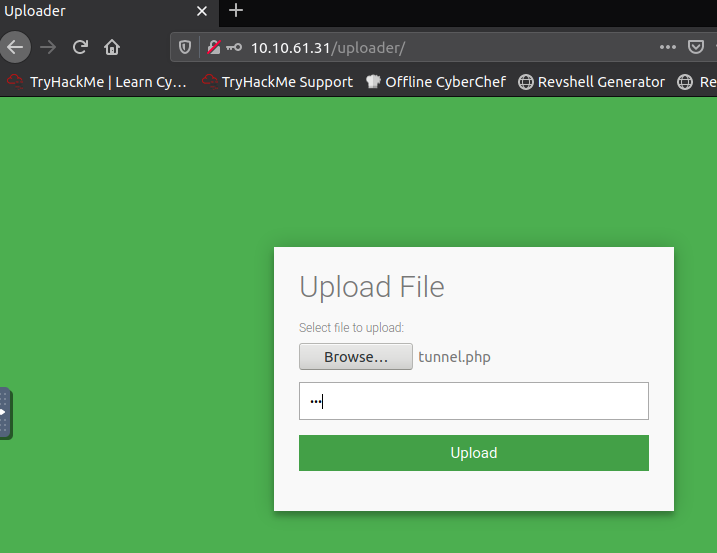 Uploader
10.10.61.31/uploader/
TryHackMe | Learn Cy… TryHackMe Support Offline CyberChef Revshell Generator Re
Upload File
Select file to upload:
Browse… tunnel.php
•••
Upload